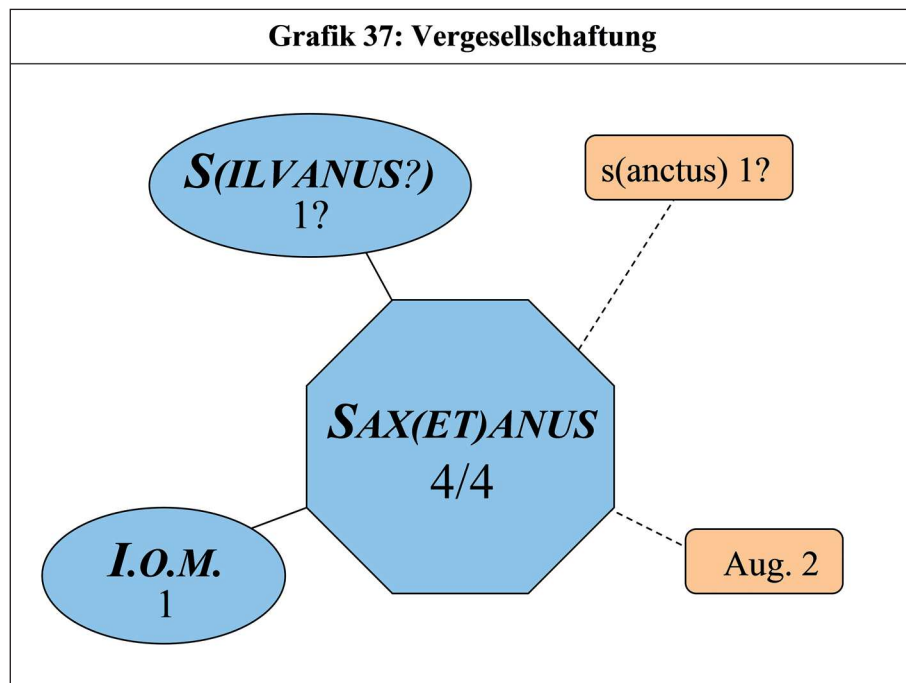 Grafik 37: Vergesellschaftung
S(ILVANUS?)
1?
s(anctus) 1?
SAX(ET)ANUS
4/4
I.O.M.
1
Aug. 2